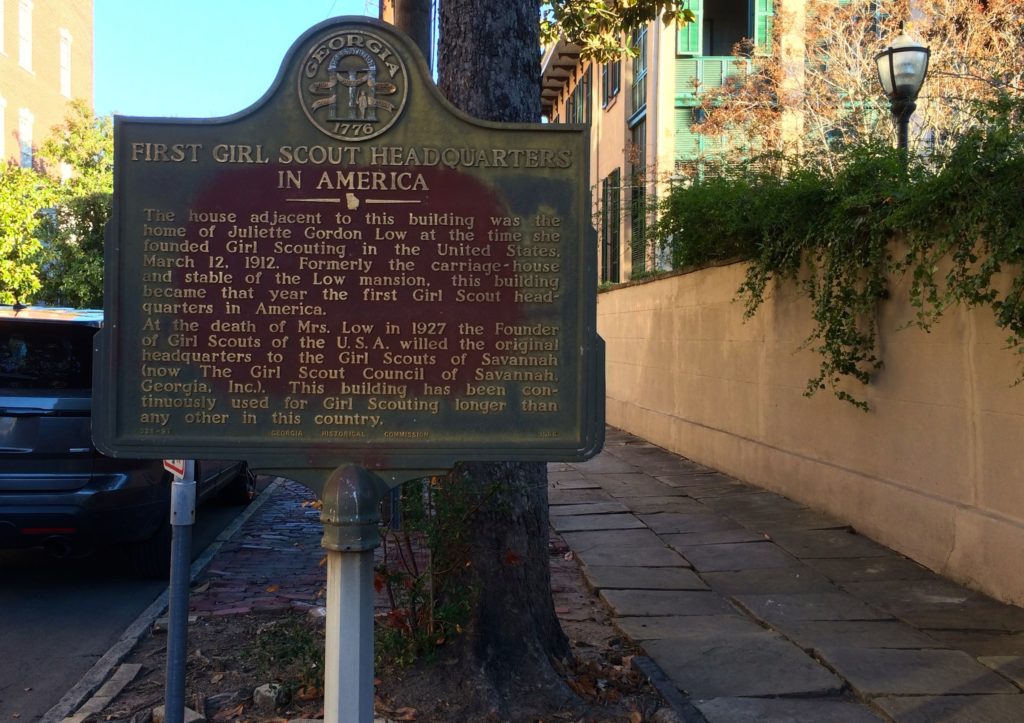 GEORGIA
1776
FIRST GIRL SCOUT HEADQUARTERS
IN AMERICA
The house adjacent to this building was the
home of Juliette Gordon Low at the time she
founded Girl Scouting in the United States,
March 12, 1912. Formerly the carriage-house
and stable of the Low mansion, this building
became that year the first Girl Scout head-
quarters in America.
At the death of Mrs. Low in 1927 the Founder
of Girl Scouts of the U.S.A. willed the original
headquarters to the Girl Scouts of Savannah
(now The Girl Scout Council of Savannah,
Georgia, Inc.). This building has been con-
tinuously used for Girl Scouting longer than
any other in this country.
GEORGIA HISTORICAL COMMISSION